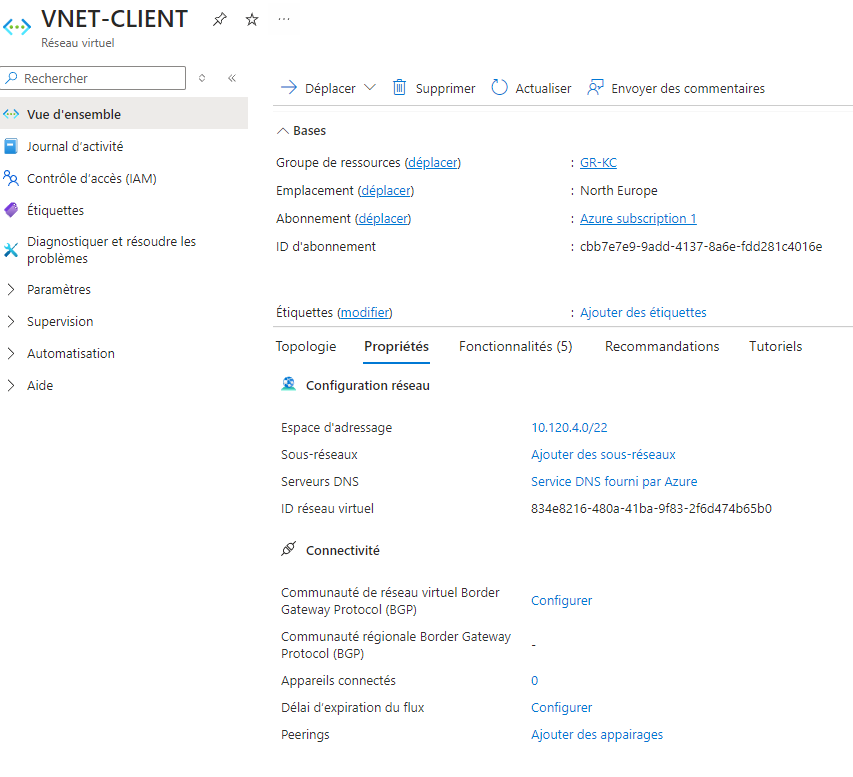 VNET-CLIENT
Réseau virtuel
Rechercher
Vue d'ensemble
Journal d'activité
Contrôle d'accès (IAM)
Étiquettes
Diagnostiquer et résoudre les
problèmes
Paramètres
Supervision
Automatisation
Aide
Déplacer
Supprimer
Actualiser
Envoyer des commentaires
Bases
Groupe de ressources (déplacer) : GR-KC
Emplacement (déplacer) : North Europe
Abonnement (déplacer) : Azure subscription 1
ID d'abonnement : cbb7e7e9-9add-4137-8a6e-fdd281c4016e
Étiquettes (modifier) : Ajouter des étiquettes
Topologie Propriétés Fonctionnalités (5) Recommandations Tutoriels
Configuration réseau
Espace d'adressage 10.120.4.0/22
Sous-réseaux Ajouter des sous-réseaux
Serveurs DNS Service DNS fourni par Azure
ID réseau virtuel 834e8216-480a-41ba-9f83-2f6d474b65b0
Connectivité
Communauté de réseau virtuel Border
Gateway Protocol (BGP) Configurer
Communauté régionale Border Gateway
Protocol (BGP) -
Appareils connectés 0
Délai d'expiration du flux Configurer
Peerings Ajouter des appairages